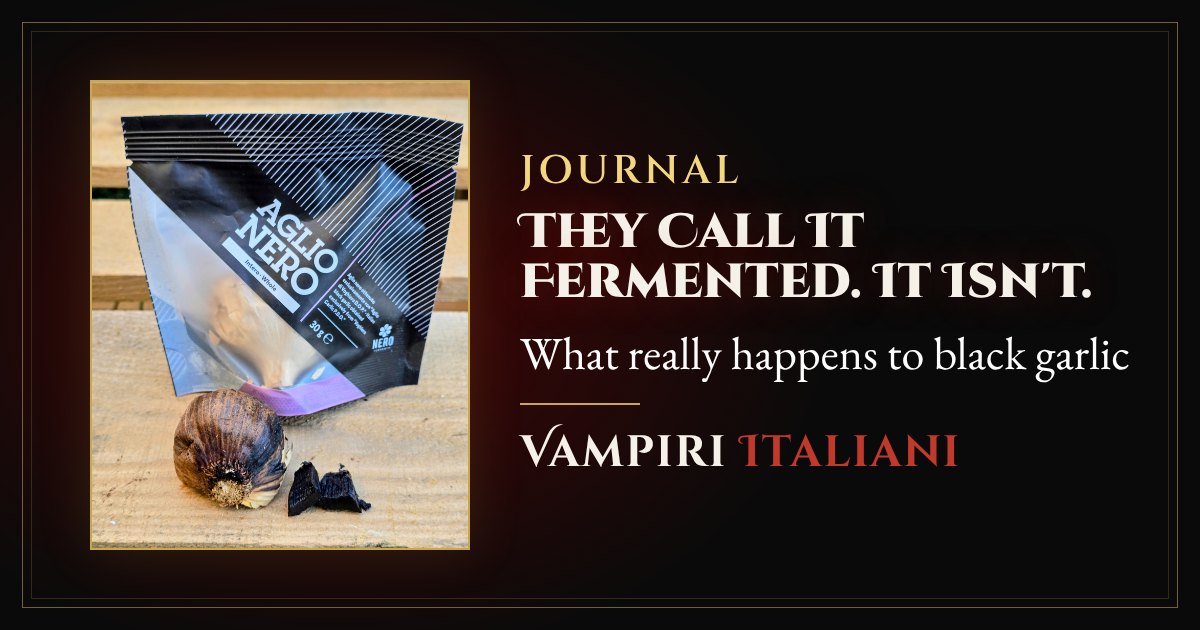 JOURNAL
THEY CALL IT
FERMENTED. IT ISN'T.
What really happens to black garlic
VAMPIRI ITALIANI
AGLIO
NERO
Intero - Whole
30 g ℮
NERO